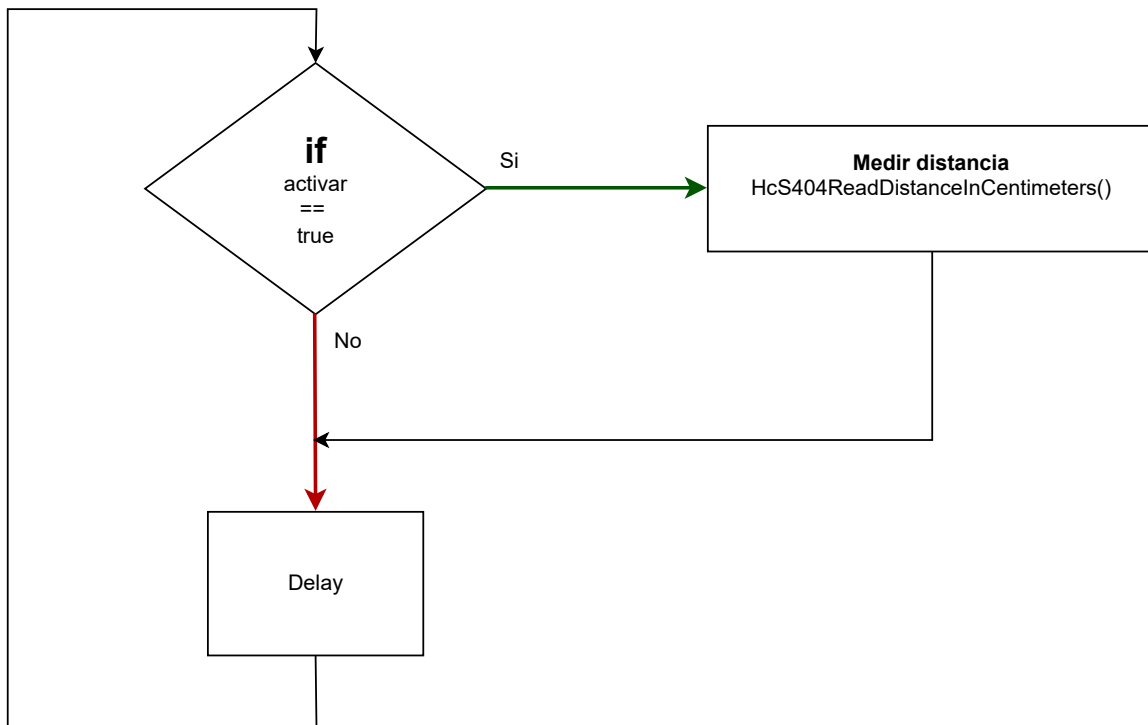 if
activar
==
true
Si
Medir distancia
HcS404ReadDistanceInCentimeters()
No
Delay